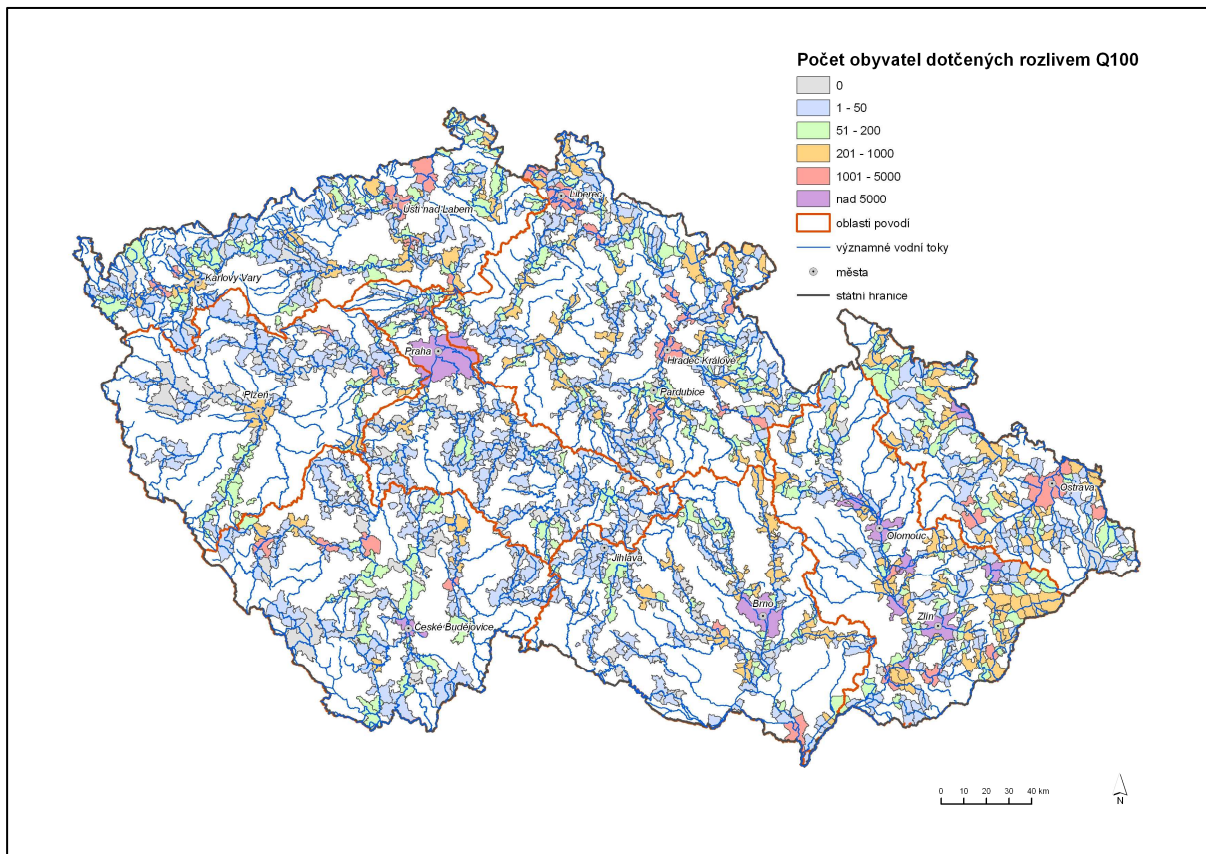 Počet obyvatel dotčených rozlivem Q100
0
1 - 50
51 - 200
201 - 1000
1001 - 5000
nad 5000
oblasti povodí
významné vodní toky
města
státní hranice
Liberec
Ústí nad Labem
Karlovy Vary
Praha
Hradec Králové
Pardubice
Plzeň
Ostrava
Olomouc
Jihlava
Brno
Zlín
České Budějovice
0 10 20 30 40 km
N